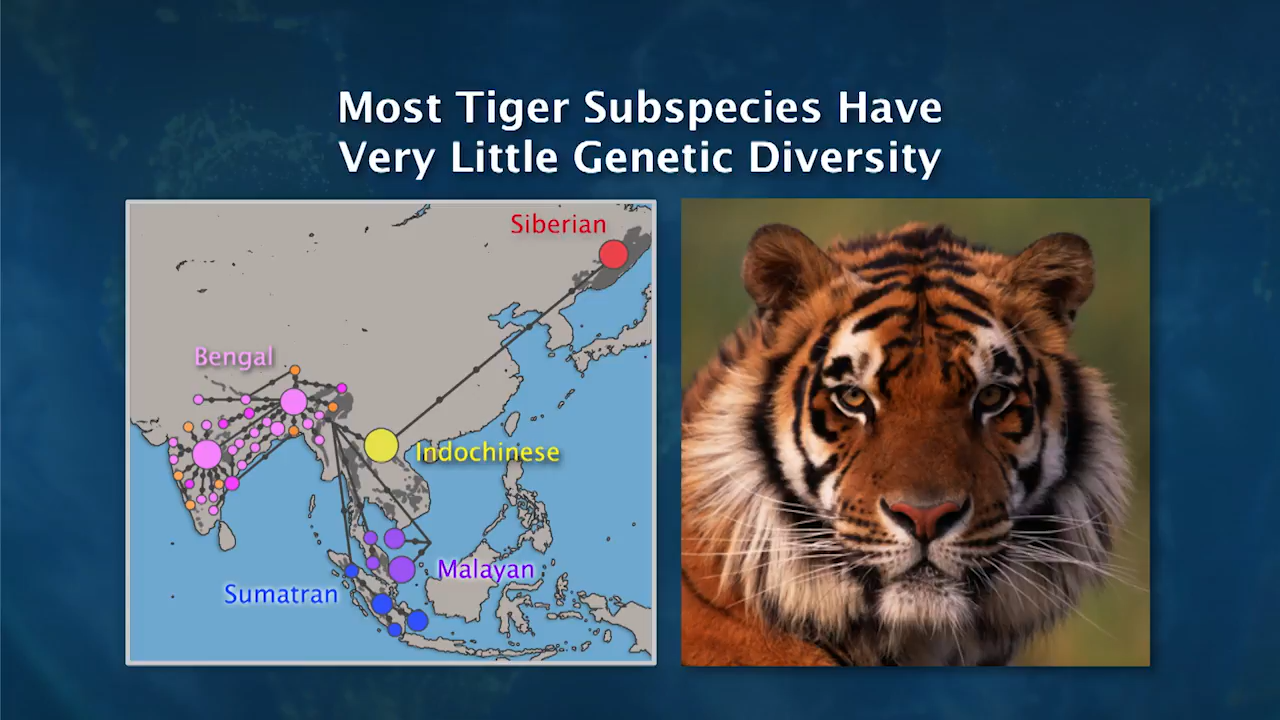 Most Tiger Subspecies Have
Very Little Genetic Diversity
Siberian
Bengal
Indochinese
Malayan
Sumatran